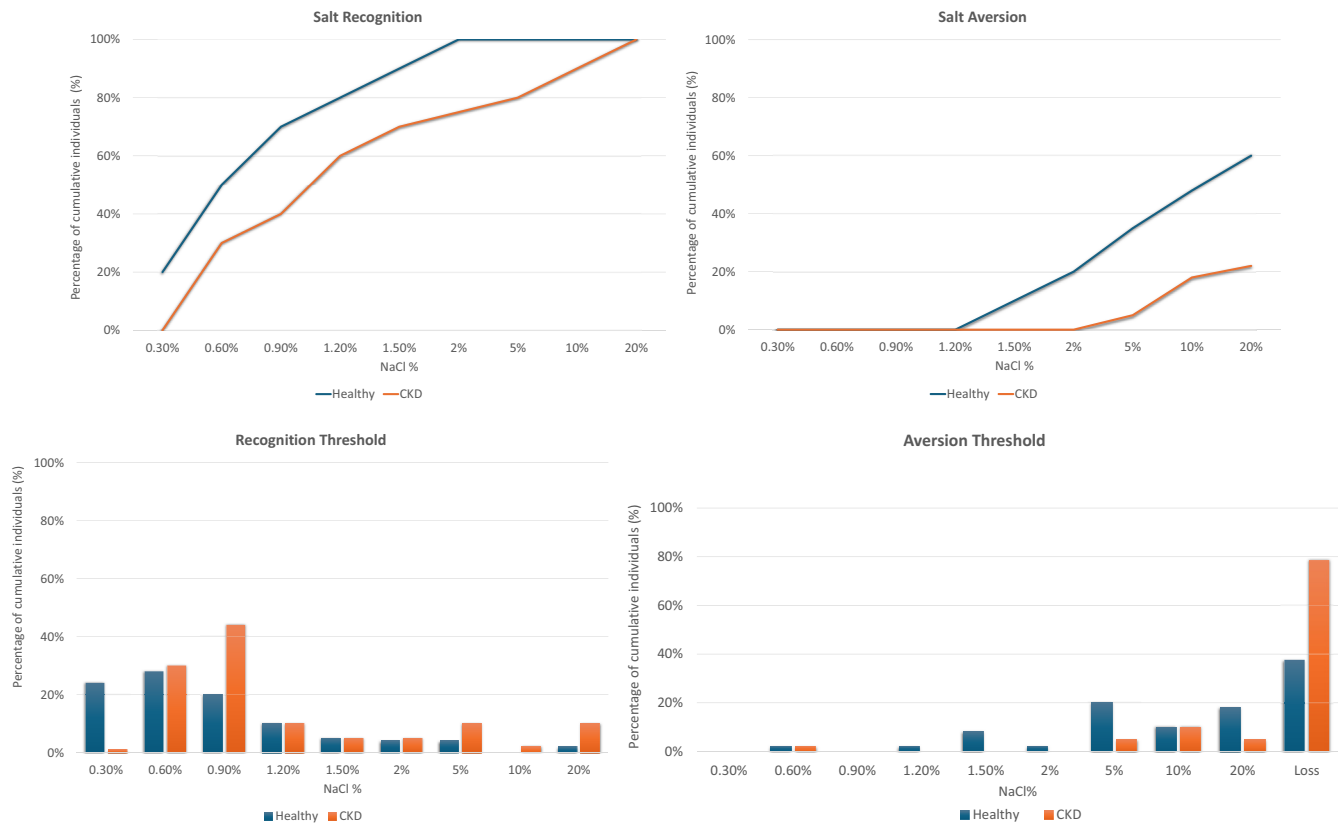 Salt Recognition
Percentage of cumulative individuals (%)
100%
80%
60%
40%
20%
0%
0.30% 0.60% 0.90% 1.20% 1.50% 2% 5% 10% 20%
NaCl %
Healthy CKD
Salt Aversion
Percentage of cumulative individuals (%)
100%
80%
60%
40%
20%
0%
0.30% 0.60% 0.90% 1.20% 1.50% 2% 5% 10% 20%
NaCl %
Healthy CKD
Recognition Threshold
Percentage of cumulative individuals (%)
100%
80%
60%
40%
20%
0%
0.30% 0.60% 0.90% 1.20% 1.50% 2% 5% 10% 20%
NaCl %
Healthy CKD
Aversion Threshold
Percentage of cumulative individuals (%)
100%
80%
60%
40%
20%
0%
0.30% 0.60% 0.90% 1.20% 1.50% 2% 5% 10% 20% Loss
NaCl%
Healthy CKD